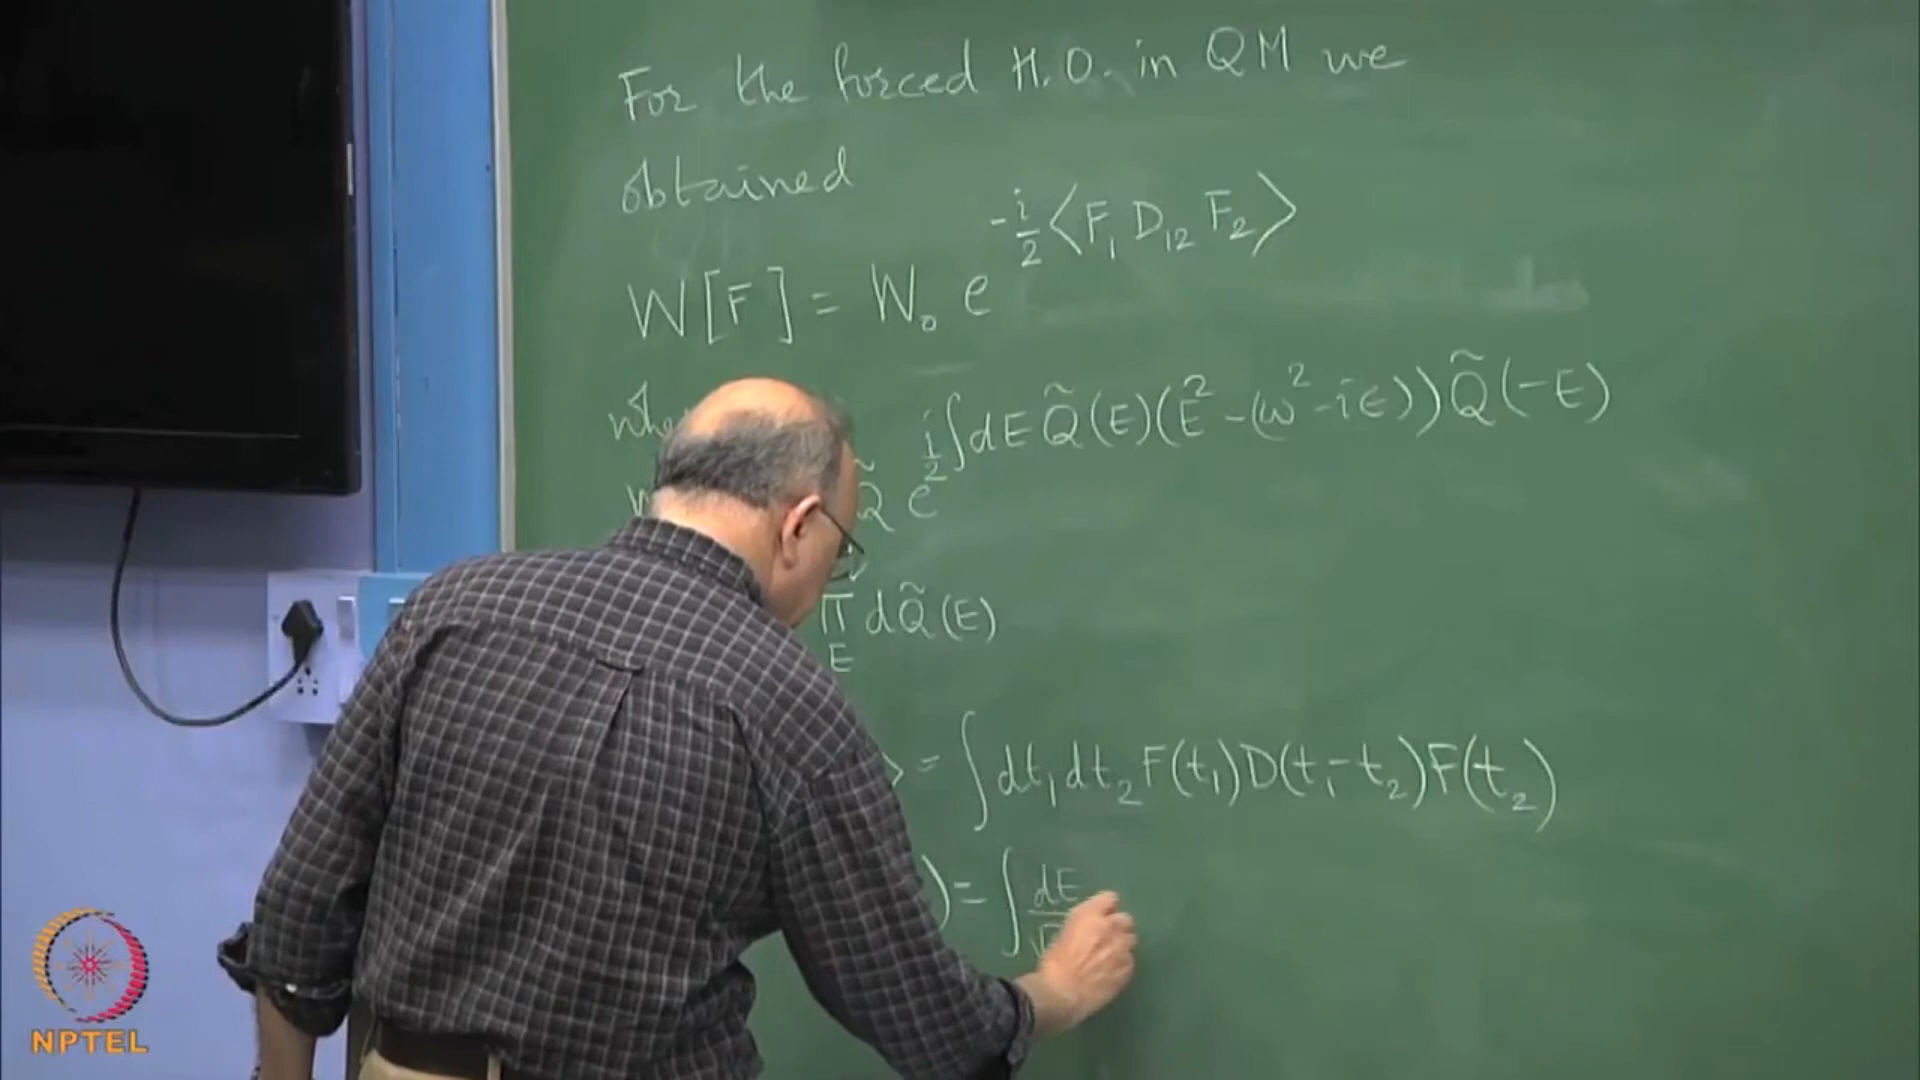 For the forced H.O. in QM we
obtained
W[F] = W₀ e^{-i/2 ⟨F₁ D₁₂ F₂⟩}
Q̃ e^{i/2 ∫dE Q̃(E)(E² - (ω² - iϵ)) Q̃(-E)}
∏_E dQ̃(E)
⟩ = ∫ dt₁ dt₂ F(t₁) D(t₁ - t₂) F(t₂)
) = ∫ dE
NPTEL